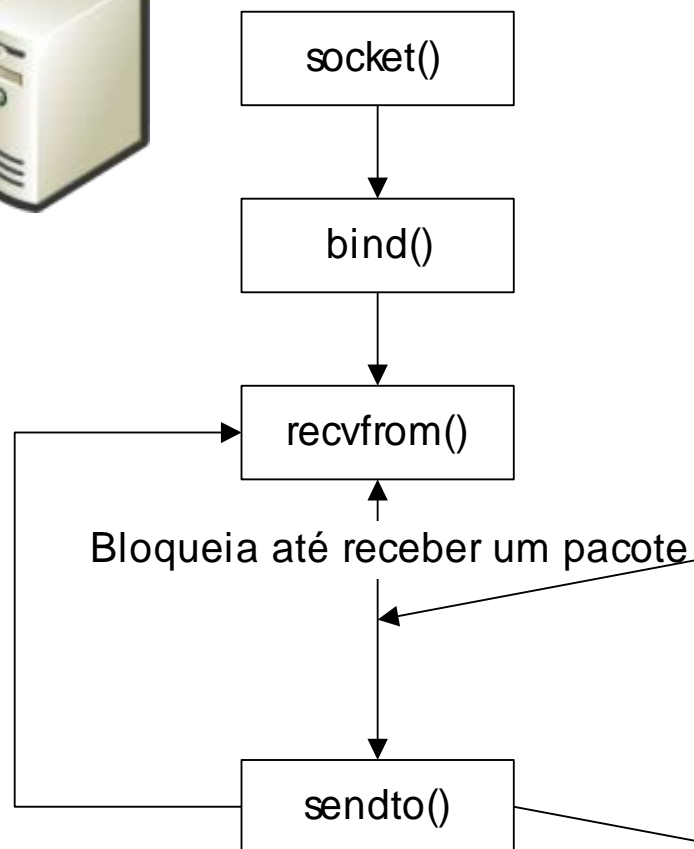 socket()
bind()
recvfrom()
Bloqueia até receber um pacote
sendto()